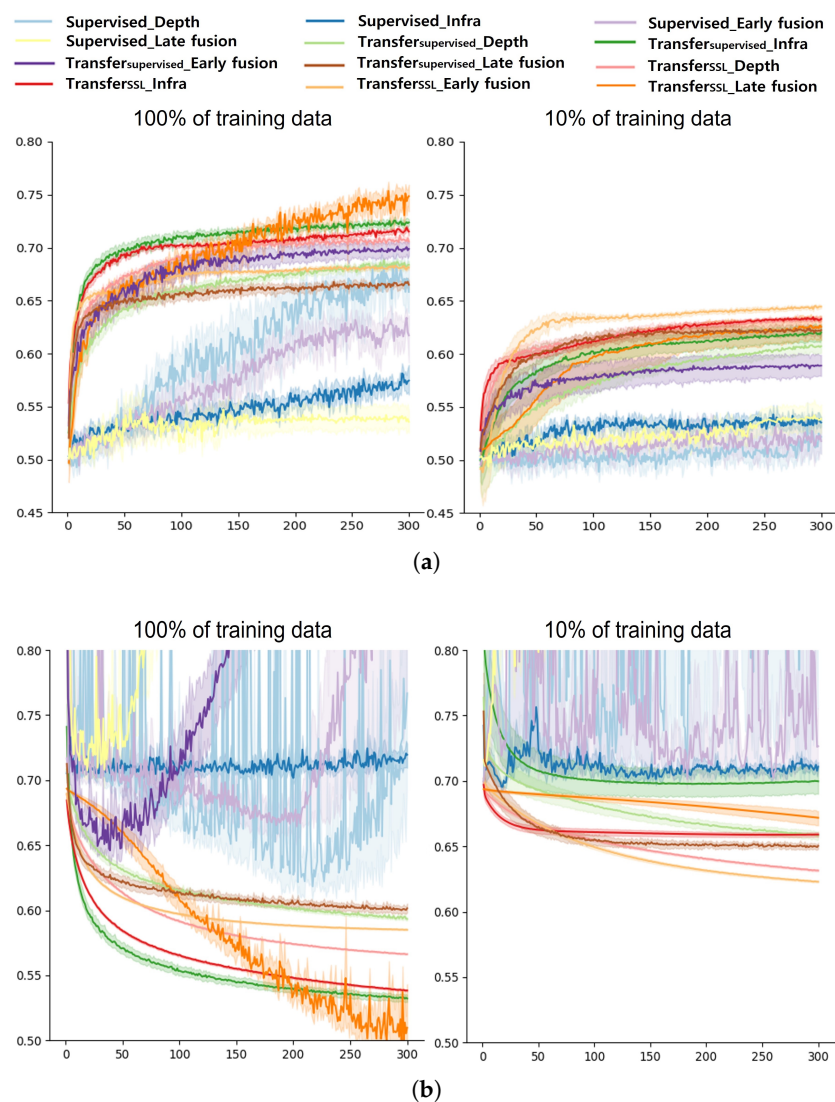 Supervised_Depth Supervised_Infra Supervised_Early fusion
Supervised_Late fusion Transfersupervised_Depth Transfersupervised_Infra
Transfersupervised_Early fusion Transfersupervised_Late fusion TransferSSL_Depth
TransferSSL_Infra TransferSSL_Early fusion TransferSSL_Late fusion
100% of training data 10% of training data
0.80 0.80
0.75 0.75
0.70 0.70
0.65 0.65
0.60 0.60
0.55 0.55
0.50 0.50
0.45 0.45
0 50 100 150 200 250 300 0 50 100 150 200 250 300
(a)
100% of training data 10% of training data
0.80 0.80
0.75 0.75
0.70 0.70
0.65 0.65
0.60 0.60
0.55 0.55
0.50 0.50
0 50 100 150 200 250 300 0 50 100 150 200 250 300
(b)